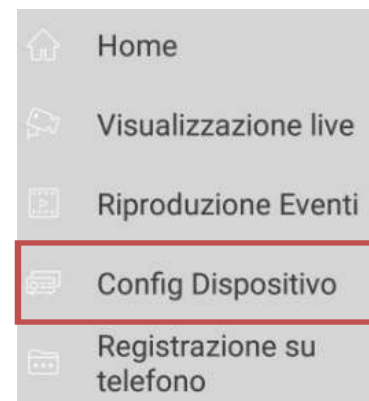 Home
Visualizzazione live
Riproduzione Eventi
Config Dispositivo
Registrazione su
telefono